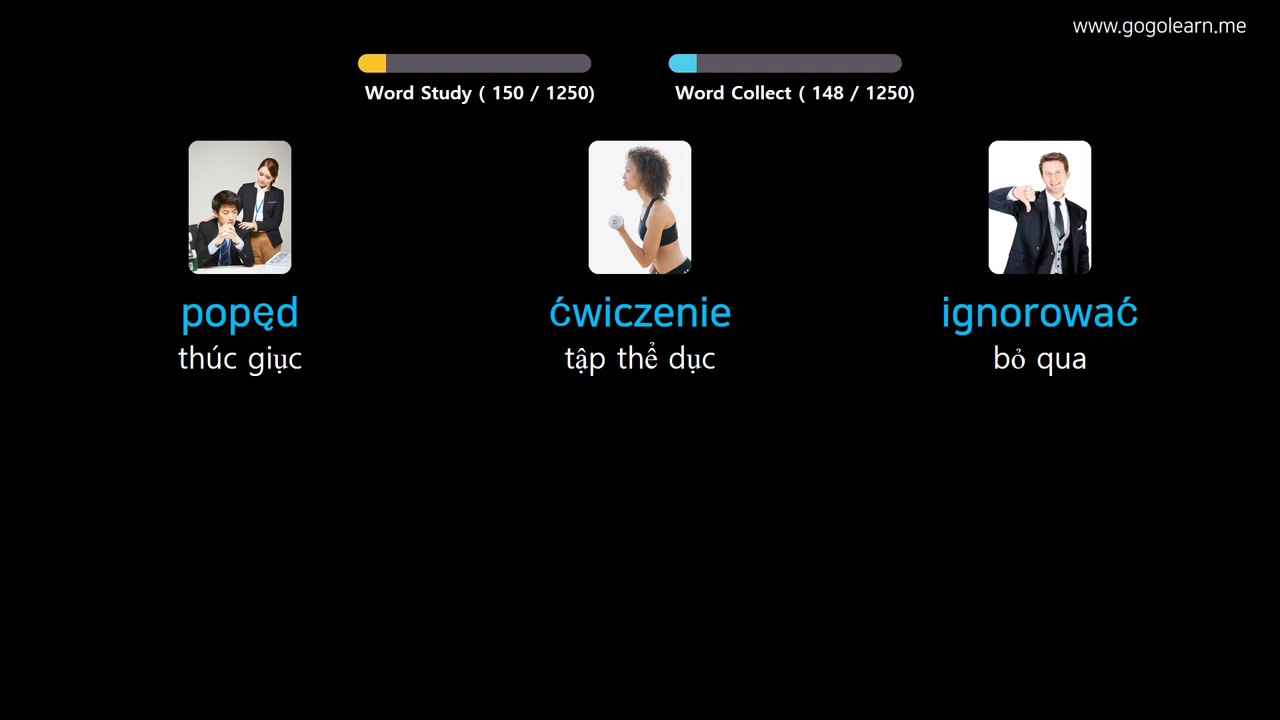 www.gogolearn.me
Word Study ( 150 / 1250)
Word Collect ( 148 / 1250)
popęd
thúc giục
ćwiczenie
tập thể dục
ignorować
bỏ qua